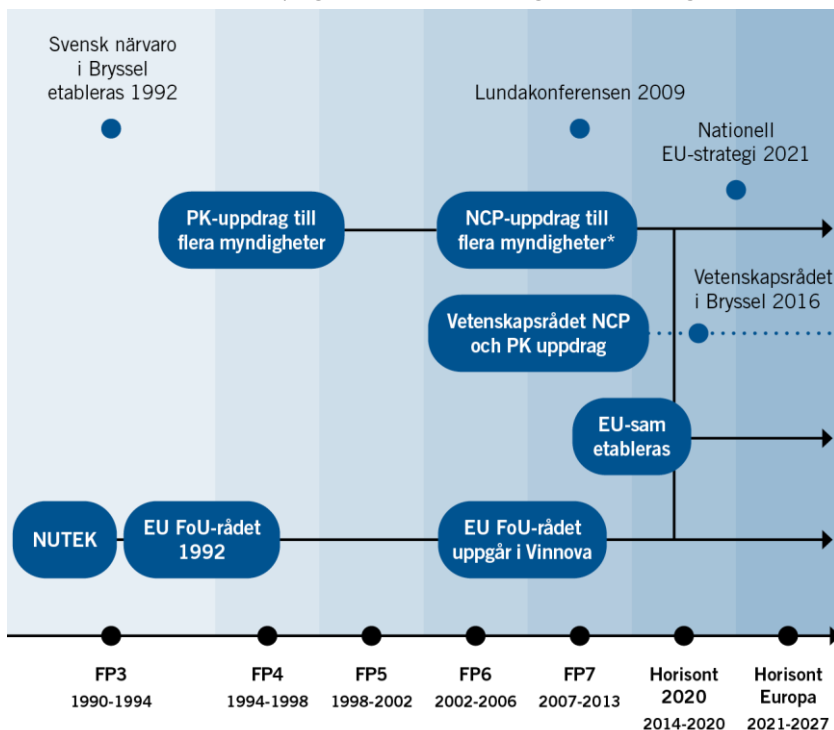 Svensk närvaro
i Bryssel
etableras 1992
Lundakonferensen 2009
Nationell
EU-strategi 2021
PK-uppdrag till
flera myndigheter
NCP-uppdrag till
flera myndigheter*
Vetenskapsrådet
i Bryssel 2016
Vetenskapsrådet NCP
och PK uppdrag
EU-sam
etableras
NUTEK
EU FoU-rådet
1992
EU FoU-rådet
uppgår i Vinnova
FP3
1990-1994
FP4
1994-1998
FP5
1998-2002
FP6
2002-2006
FP7
2007-2013
Horisont
2020
2014-2020
Horisont
Europa
2021-2027